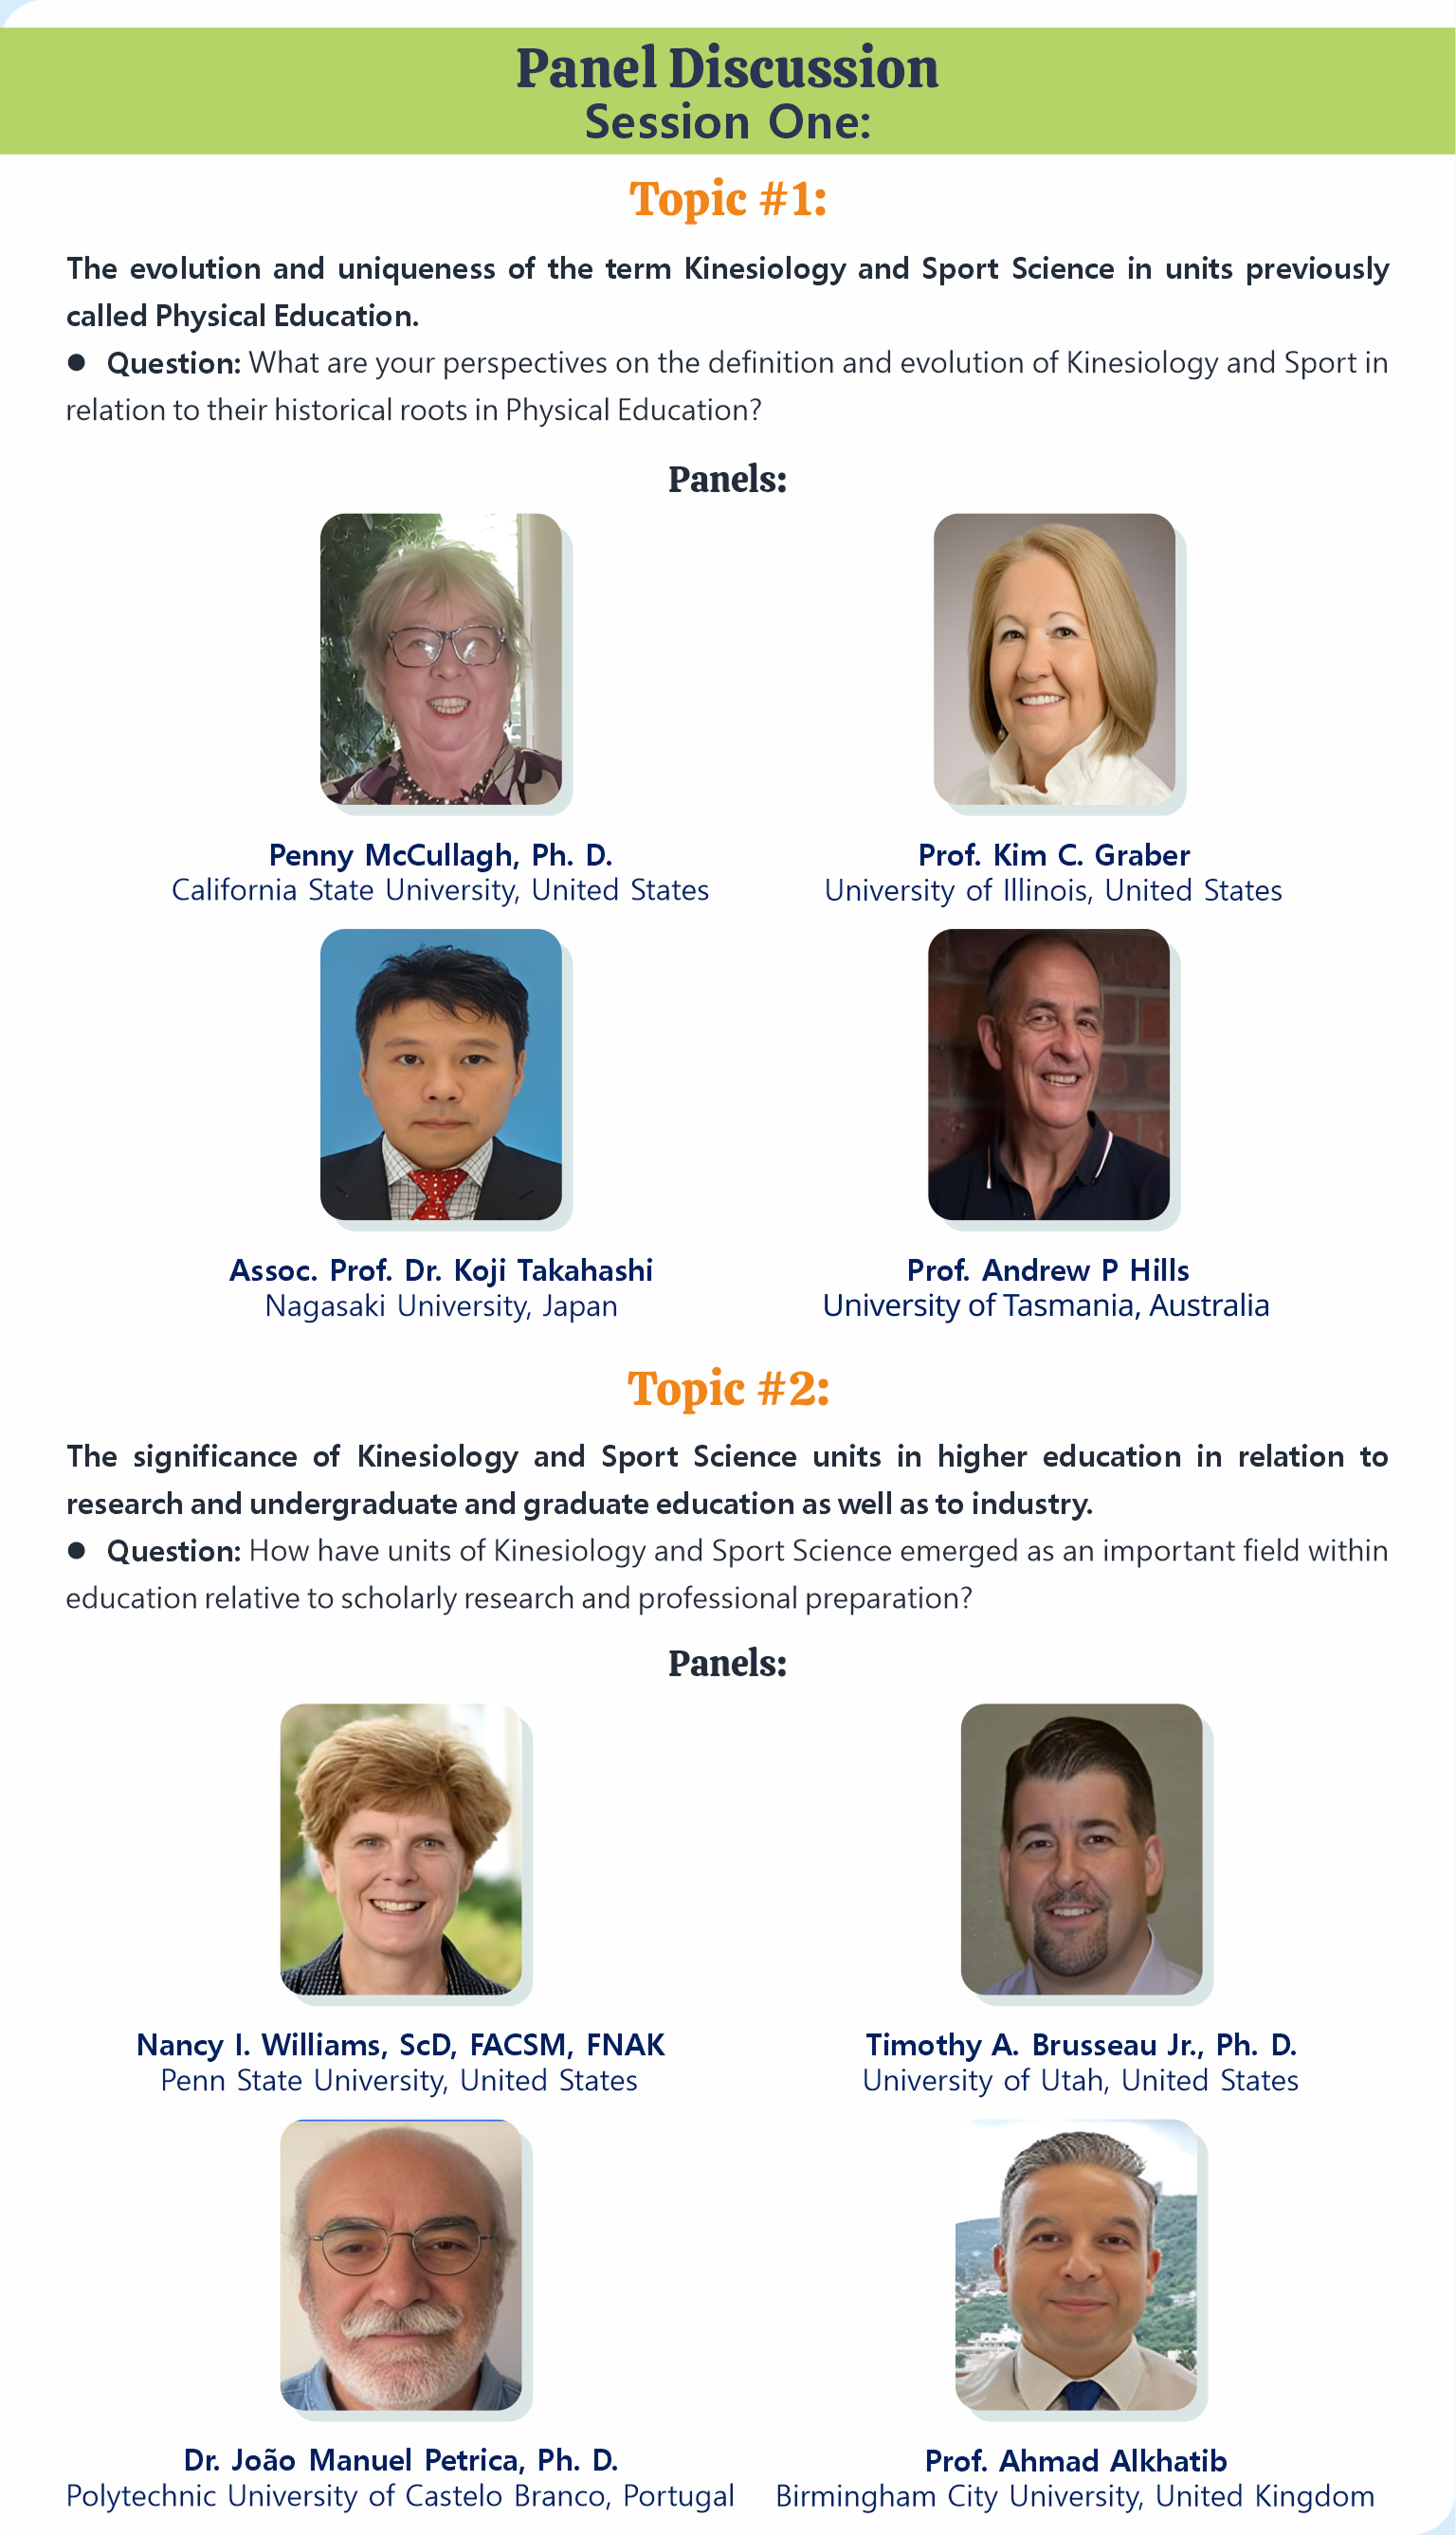 Panel Discussion
Session One:
Topic #1:
The evolution and uniqueness of the term Kinesiology and Sport Science in units previously
called Physical Education.
● Question: What are your perspectives on the definition and evolution of Kinesiology and Sport in
relation to their historical roots in Physical Education?
Panels:
Penny McCullagh, Ph. D.
California State University, United States
Prof. Kim C. Graber
University of Illinois, United States
Assoc. Prof. Dr. Koji Takahashi
Nagasaki University, Japan
Prof. Andrew P Hills
University of Tasmania, Australia
Topic #2:
The significance of Kinesiology and Sport Science units in higher education in relation to
research and undergraduate and graduate education as well as to industry.
● Question: How have units of Kinesiology and Sport Science emerged as an important field within
education relative to scholarly research and professional preparation?
Panels:
Nancy I. Williams, ScD, FACSM, FNAK
Penn State University, United States
Timothy A. Brusseau Jr., Ph. D.
University of Utah, United States
Dr. João Manuel Petrica, Ph. D.
Polytechnic University of Castelo Branco, Portugal
Prof. Ahmad Alkhatib
Birmingham City University, United Kingdom